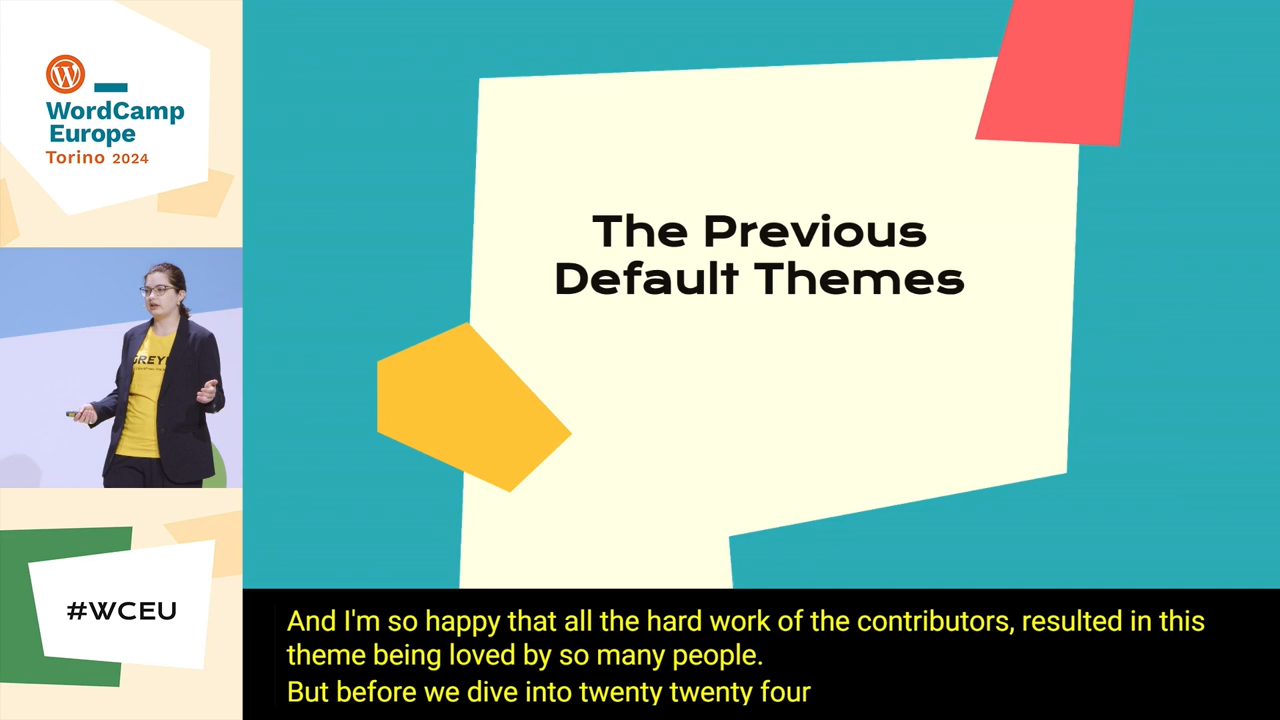 WordCamp
Europe
Torino 2024
The Previous
Default Themes
#WCEU
And I'm so happy that all the hard work of the contributors, resulted in this
theme being loved by so many people.
But before we dive into twenty twenty four